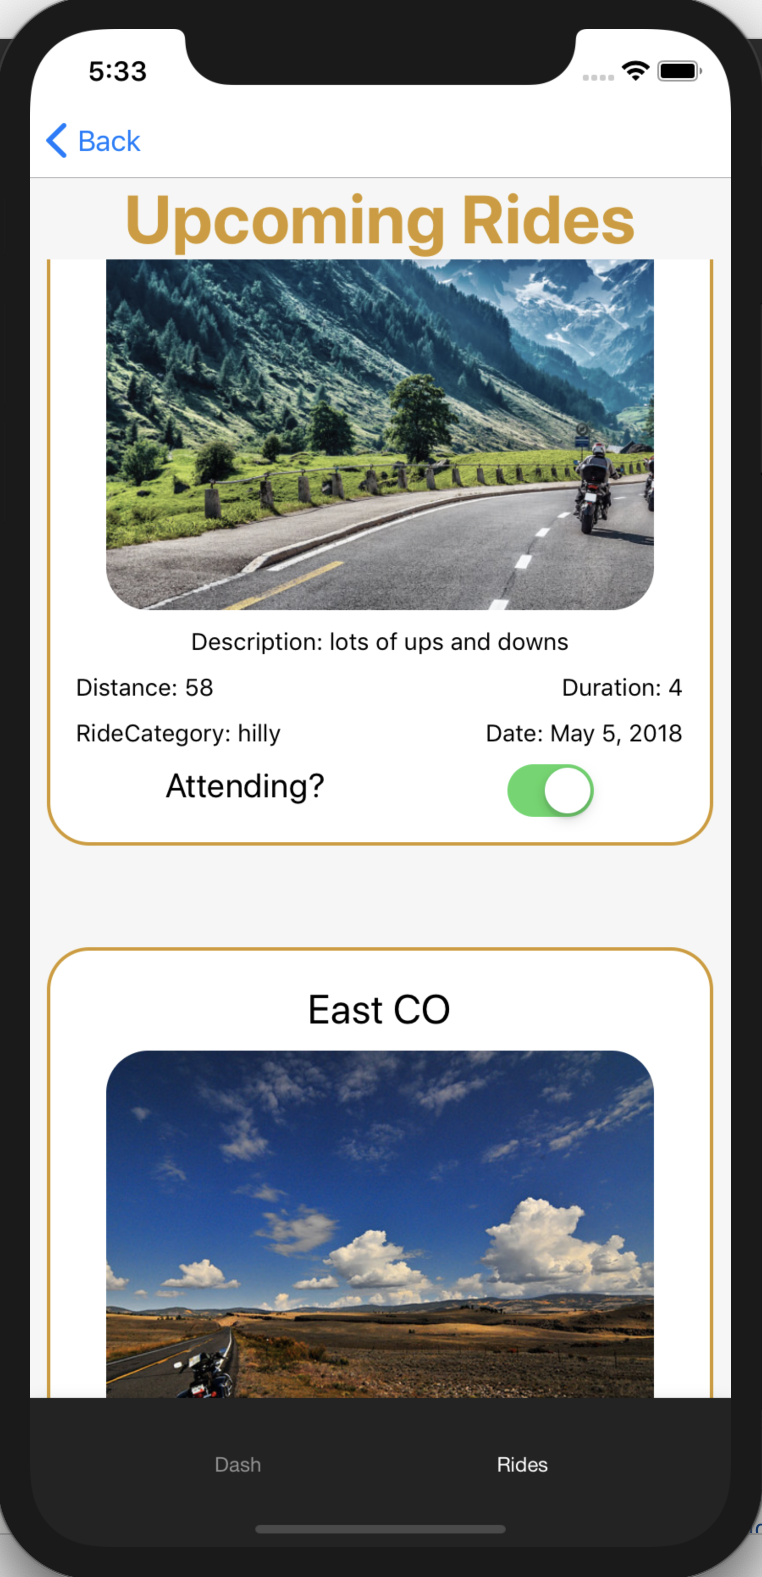 5:33
Back
Upcoming Rides
Description: lots of ups and downs
Distance: 58 Duration: 4
RideCategory: hilly Date: May 5, 2018
Attending?
East CO
Dash Rides